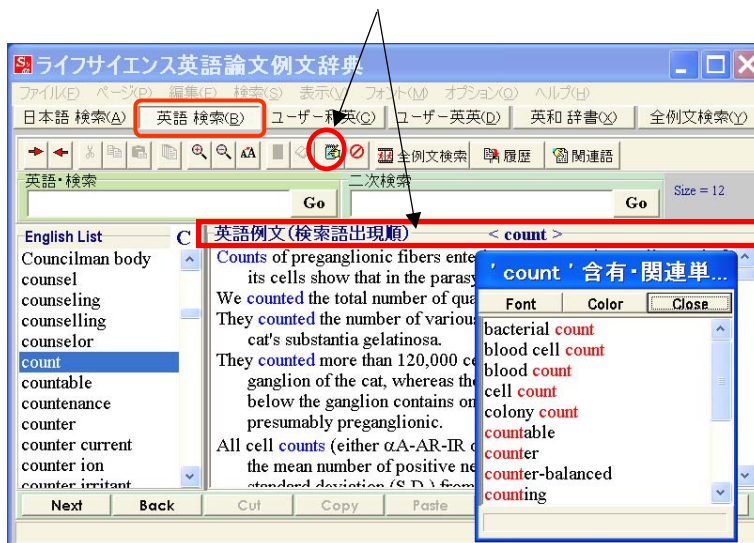 ライフサイエンス英語論文例文辞典
ファイル(F) ページ(P) 編集(E) 検索(S) 表示(V) フォント(M) オプション(O) ヘルプ(H)
日本語 検索(A) 英語 検索(B) ユーザー和英(C) ユーザー英英(D) 英和 辞書(X) 全例文検索(Y)
全例文検索 履歴 関連語
英語・検索 二次検索
Go Go Size = 12
English List C 英語例文(検索語出現順) < count >
Councilman body
counsel
counseling
counselling
counselor
count
countable
countenance
counter
counter current
counter ion
counter irritant
Counts of preganglionic fibers
its cells show that in the
We counted the total number of
They counted the number of various
cat's substantia gelatinosa.
They counted more than 120,000
ganglion of the cat, whereas
below the ganglion contains
presumably preganglionic.
All cell counts (either αA-AR-IR
the mean number of positive
standard deviation (S.D.) from
' count ' 含有・関連単...
Font Color Close
bacterial count
blood cell count
blood count
cell count
colony count
countable
counter
counter-balanced
counting
Next Back Cut Copy Paste